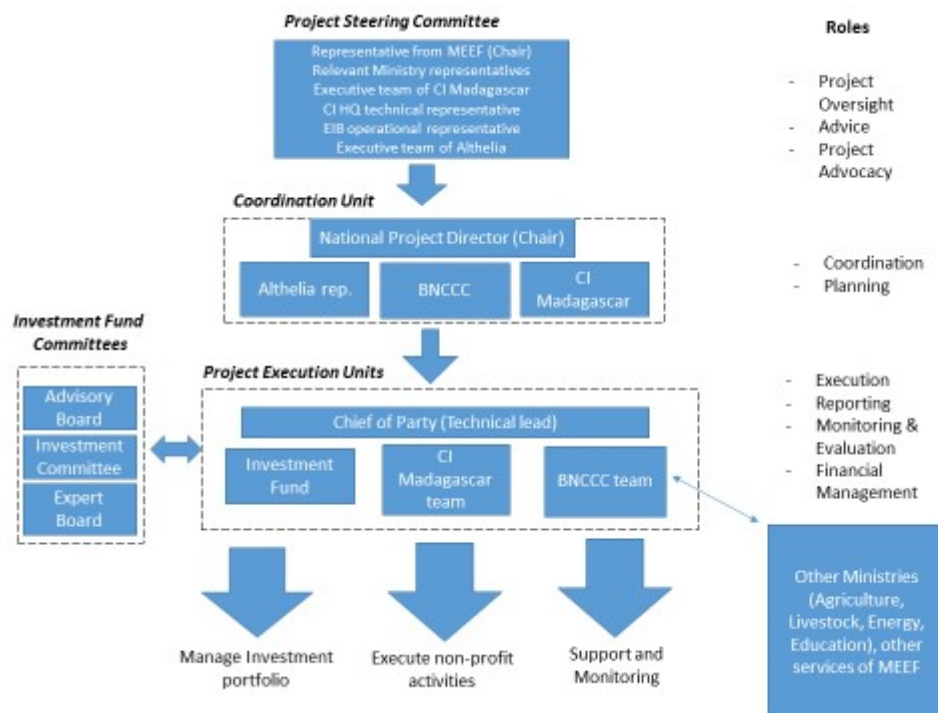 Project Steering Committee
Representative from MEEF (Chair)
Relevant Ministry representatives
Executive team of CI Madagascar
CI HQ technical representative
EIB operational representative
Executive team of Althelia
Roles
- Project
Oversight
- Advice
- Project
Advocacy
Coordination Unit
National Project Director (Chair)
Althelia rep.
BNCCC
CI
Madagascar
- Coordination
- Planning
Investment Fund
Committees
Advisory
Board
Investment
Committee
Expert
Board
Project Execution Units
Chief of Party (Technical lead)
Investment
Fund
CI
Madagascar
team
BNCCC team
- Execution
- Reporting
- Monitoring &
Evaluation
- Financial
Management
Other Ministries
(Agriculture,
Livestock, Energy,
Education), other
services of MEEF
Manage Investment
portfolio
Execute non-profit
activities
Support and
Monitoring